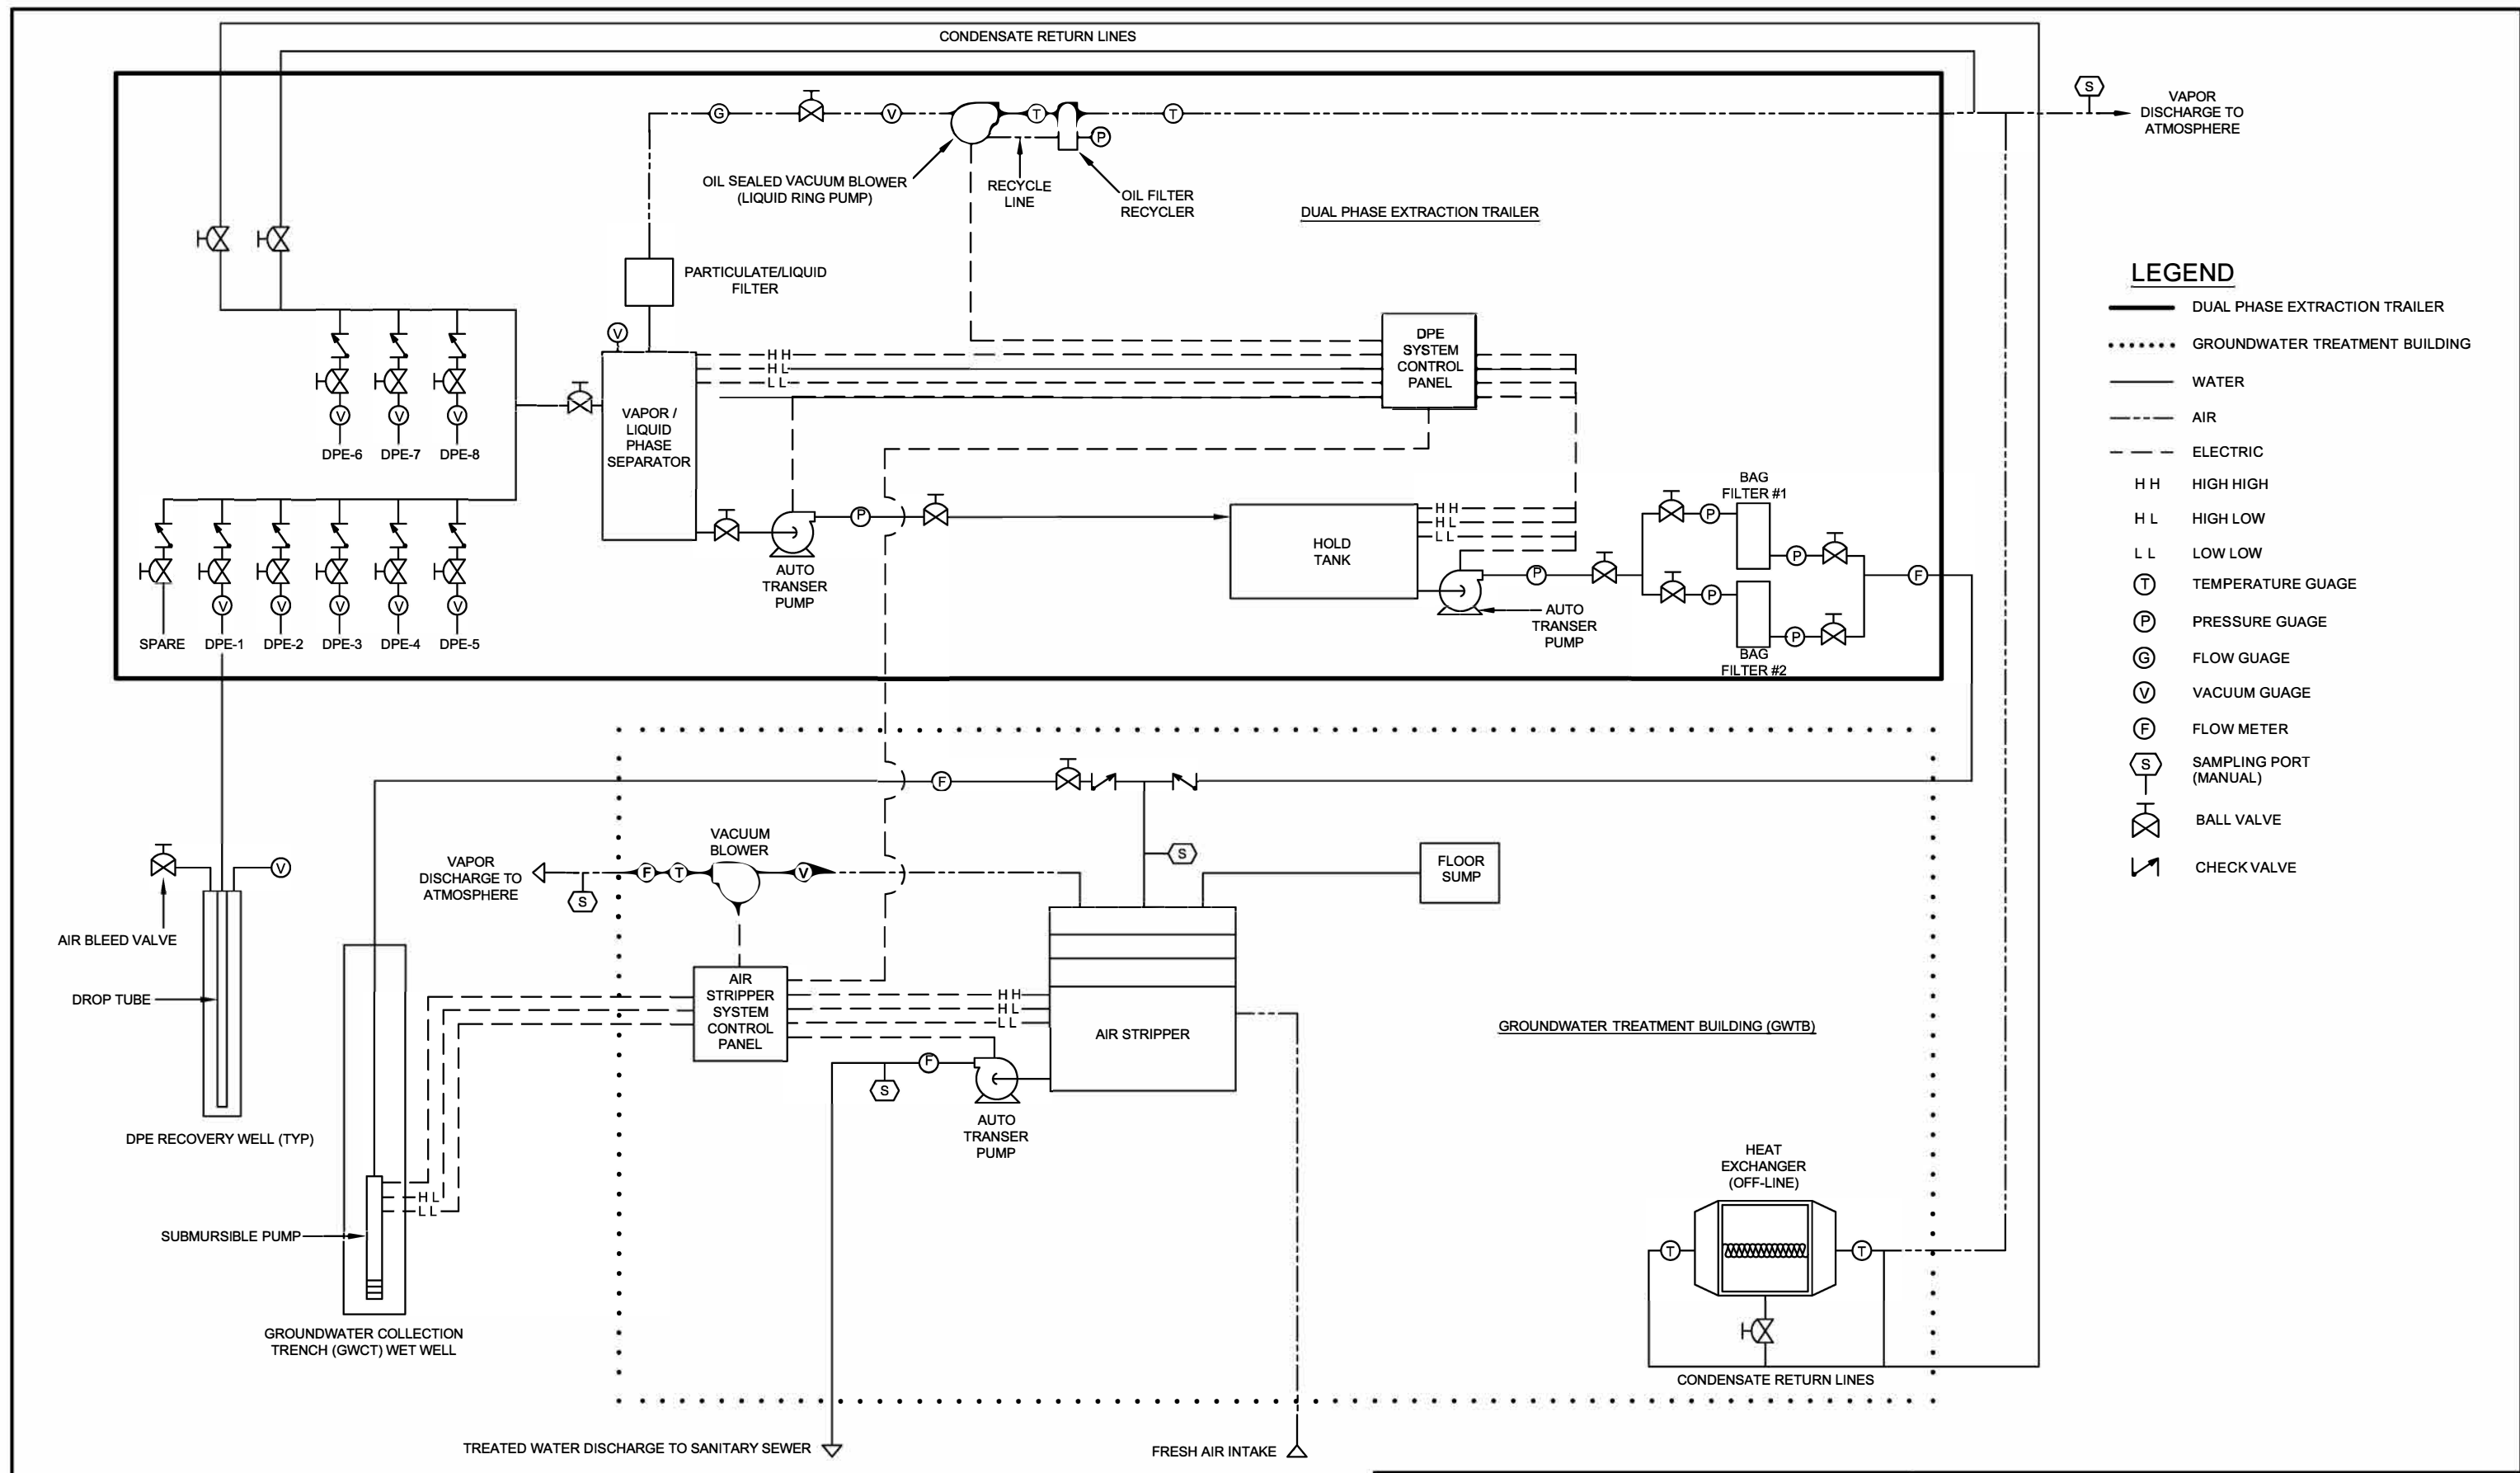 CONDENSATE RETURN LINES
S
VAPOR
DISCHARGE TO
ATMOSPHERE
G
V
T
T
P
OIL SEALED VACUUM BLOWER
(LIQUID RING PUMP)
RECYCLE
LINE
OIL FILTER
RECYCLER
DUAL PHASE EXTRACTION TRAILER
PARTICULATE/LIQUID
FILTER
V
H H
H L
L L
DPE
SYSTEM
CONTROL
PANEL
VAPOR /
LIQUID
PHASE
SEPARATOR
V
V
V
DPE-6
DPE-7
DPE-8
V
V
V
V
V
SPARE
DPE-1
DPE-2
DPE-3
DPE-4
DPE-5
P
AUTO
TRANSER
PUMP
HOLD
TANK
H H
H L
L L
P
AUTO
TRANSER
PUMP
BAG
FILTER #1
P
P
P
P
BAG
FILTER #2
F
LEGEND
DUAL PHASE EXTRACTION TRAILER
GROUNDWATER TREATMENT BUILDING
WATER
AIR
ELECTRIC
H H HIGH HIGH
H L HIGH LOW
L L LOW LOW
T TEMPERATURE GUAGE
P PRESSURE GUAGE
G FLOW GUAGE
V VACUUM GUAGE
F FLOW METER
S SAMPLING PORT
(MANUAL)
BALL VALVE
CHECK VALVE
F
VACUUM
BLOWER
VAPOR
DISCHARGE TO
ATMOSPHERE
F
T
V
S
S
FLOOR
SUMP
V
AIR BLEED VALVE
DROP TUBE
DPE RECOVERY WELL (TYP)
AIR
STRIPPER
SYSTEM
CONTROL
PANEL
H H
H L
L L
AIR STRIPPER
GROUNDWATER TREATMENT BUILDING (GWTB)
F
S
AUTO
TRANSER
PUMP
H L
L L
SUBMURSIBLE PUMP
GROUNDWATER COLLECTION
TRENCH (GWCT) WET WELL
HEAT
EXCHANGER
(OFF-LINE)
T
T
CONDENSATE RETURN LINES
TREATED WATER DISCHARGE TO SANITARY SEWER
FRESH AIR INTAKE